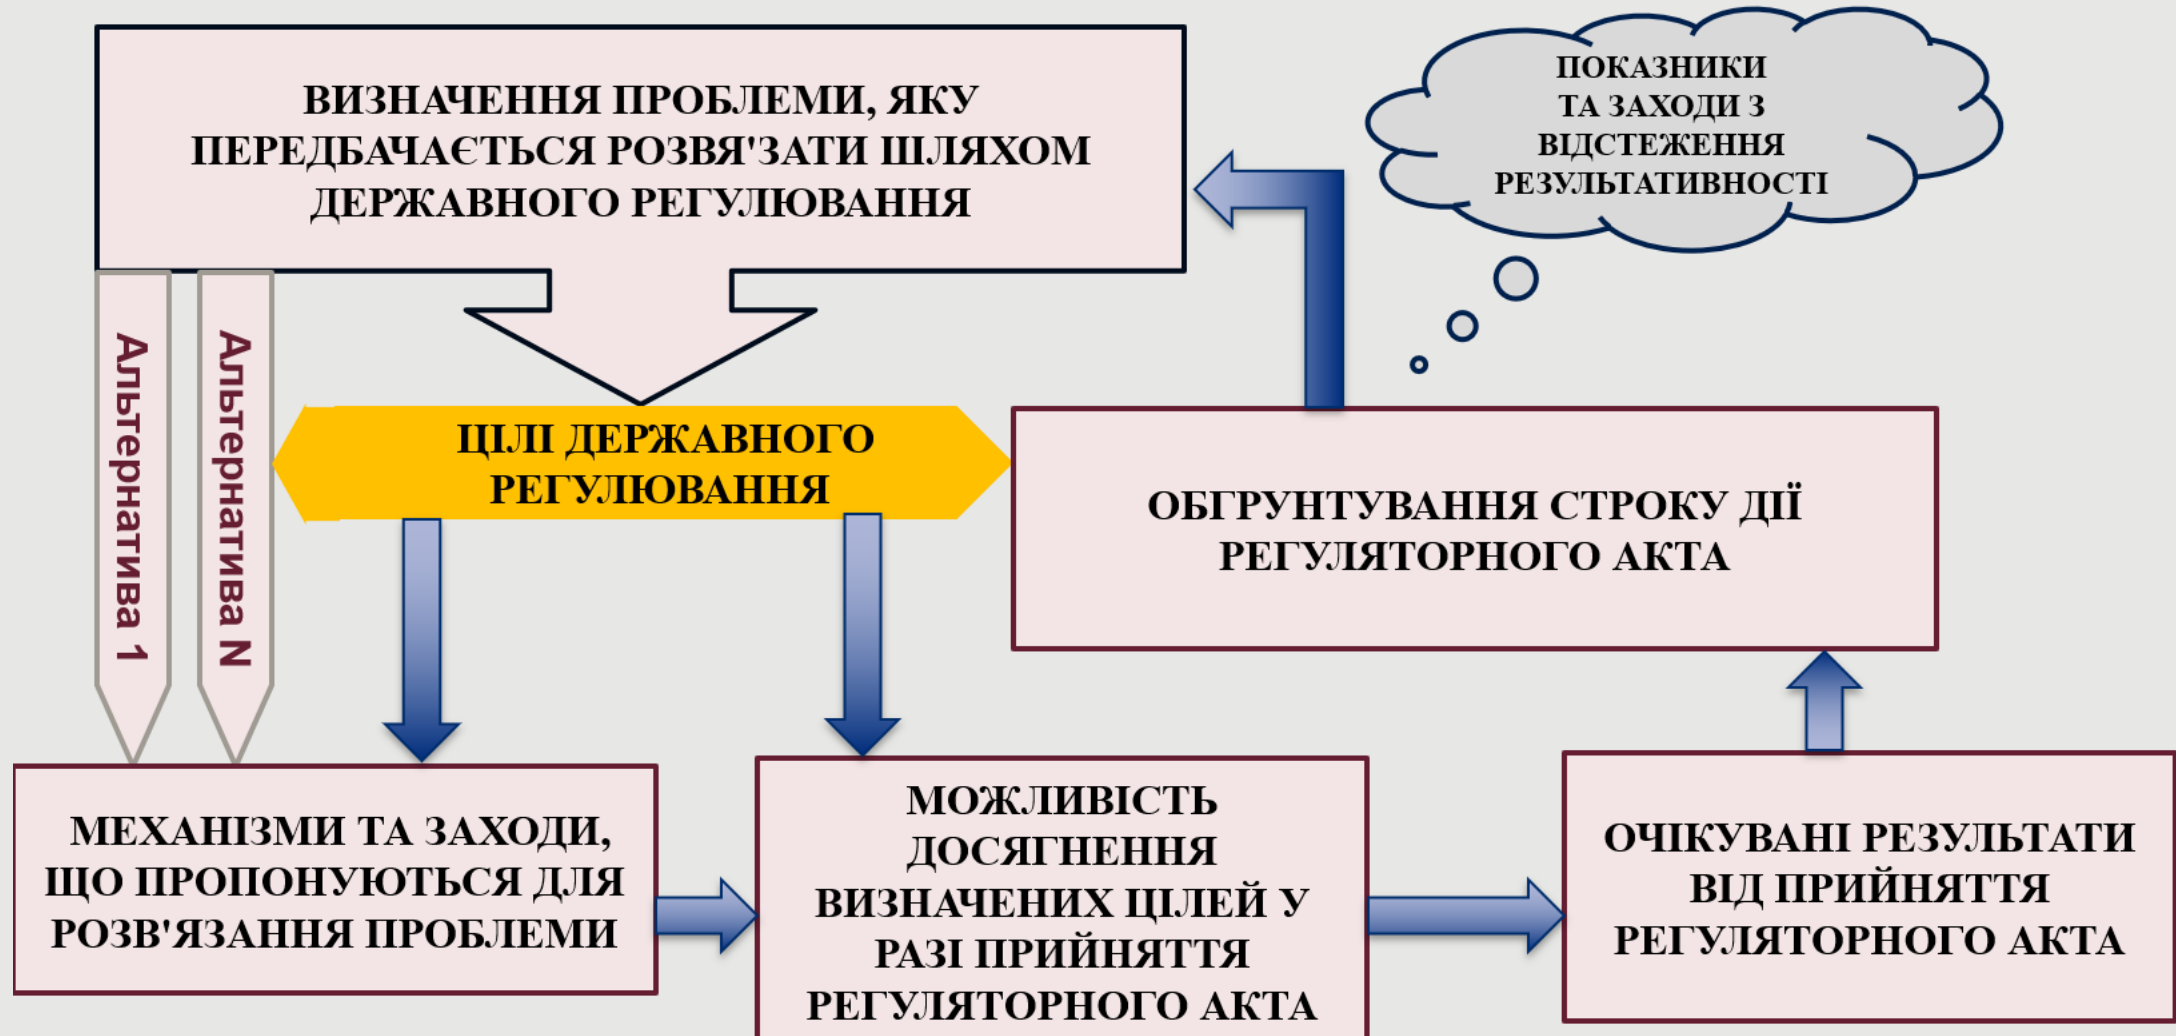 ВИЗНАЧЕННЯ ПРОБЛЕМИ, ЯКУ
ПЕРЕДБАЧАЄТЬСЯ РОЗВЯ'ЗАТИ ШЛЯХОМ
ДЕРЖАВНОГО РЕГУЛЮВАННЯ
ПОКАЗНИКИ
ТА ЗАХОДИ З
ВІДСТЕЖЕННЯ
РЕЗУЛЬТАТИВНОСТІ
Альтернатива 1
Альтернатива N
ЦІЛІ ДЕРЖАВНОГО
РЕГУЛЮВАННЯ
ОБГРУНТУВАННЯ СТРОКУ ДІЇ
РЕГУЛЯТОРНОГО АКТА
МЕХАНІЗМИ ТА ЗАХОДИ,
ЩО ПРОПОНУЮТЬСЯ ДЛЯ
РОЗВ'ЯЗАННЯ ПРОБЛЕМИ
МОЖЛИВІСТЬ
ДОСЯГНЕННЯ
ВИЗНАЧЕНИХ ЦІЛЕЙ У
РАЗІ ПРИЙНЯТТЯ
РЕГУЛЯТОРНОГО АКТА
ОЧІКУВАНІ РЕЗУЛЬТАТИ
ВІД ПРИЙНЯТТЯ
РЕГУЛЯТОРНОГО АКТА